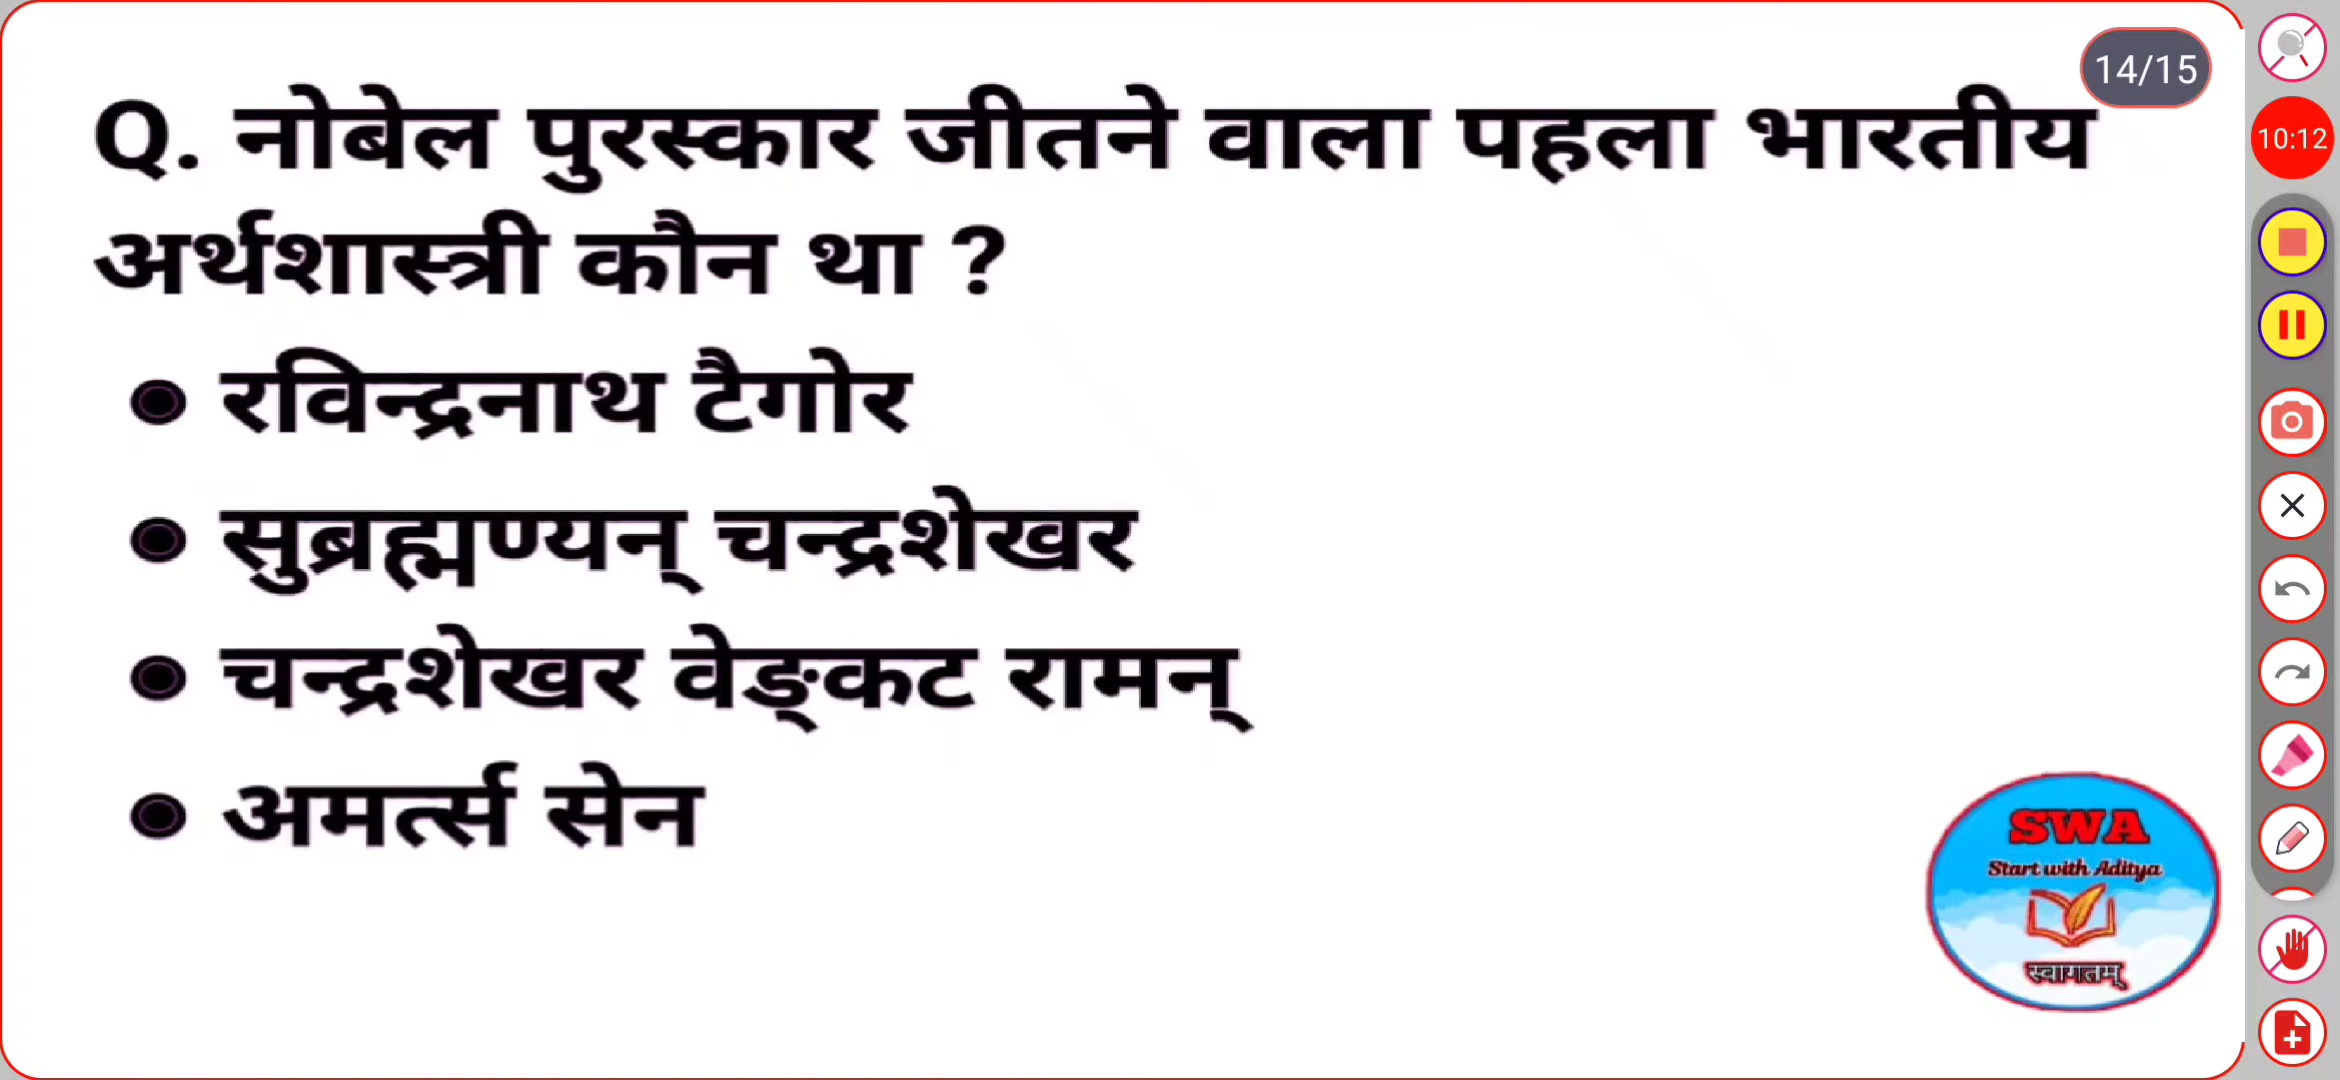 14/15
Q. नोबेल पुरस्कार जीतने वाला पहला भारतीय
अर्थशास्त्री कौन था ?
रविन्द्रनाथ टैगोर
सुब्रह्मण्यन् चन्द्रशेखर
चन्द्रशेखर वेङ्कट रामन्
अमर्त्स सेन
10:12
SWA
Start with Aditya
स्वागतम्